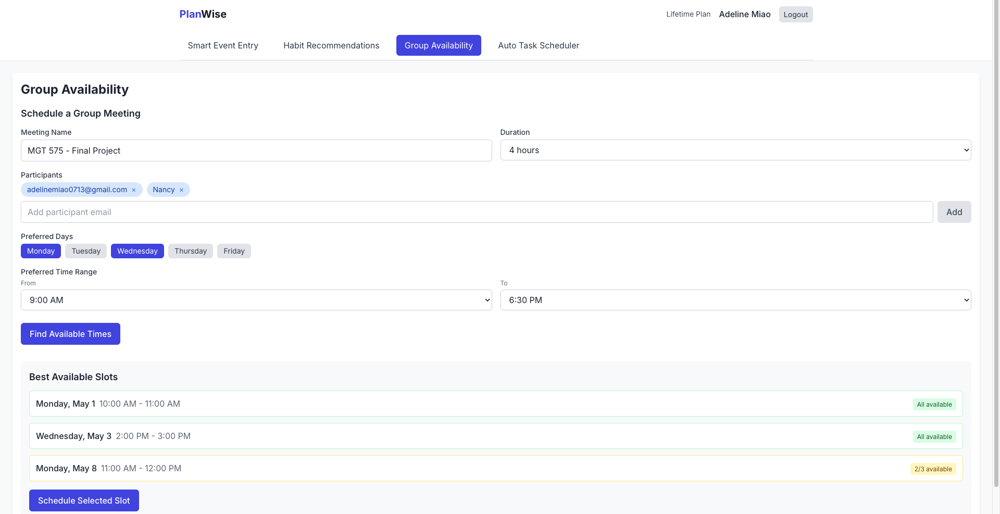 PlanWise
Lifetime Plan Adeline Miao Logout
Smart Event Entry Habit Recommendations Group Availability Auto Task Scheduler
Group Availability
Schedule a Group Meeting
Meeting Name Duration
MGT 575 - Final Project 4 hours
Participants
adelinemiao0713@gmail.com × Nancy ×
Add participant email Add
Preferred Days
Monday Tuesday Wednesday Thursday Friday
Preferred Time Range
From To
9:00 AM 6:30 PM
Find Available Times
Best Available Slots
Monday, May 1 10:00 AM - 11:00 AM All available
Wednesday, May 3 2:00 PM - 3:00 PM All available
Monday, May 8 11:00 AM - 12:00 PM 2/3 available
Schedule Selected Slot